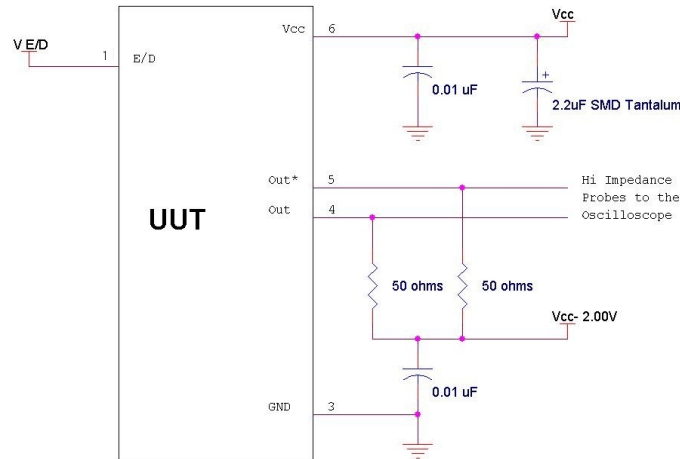 Vcc
6
Vcc
V E/D
1
E/D
0.01 uF
+
2.2uF SMD Tantalum
Out*
5
Hi Impedance
Probes to the
Out
4
Oscilloscope
UUT
50 ohms
50 ohms
Vcc- 2.00V
0.01 uF
GND
3